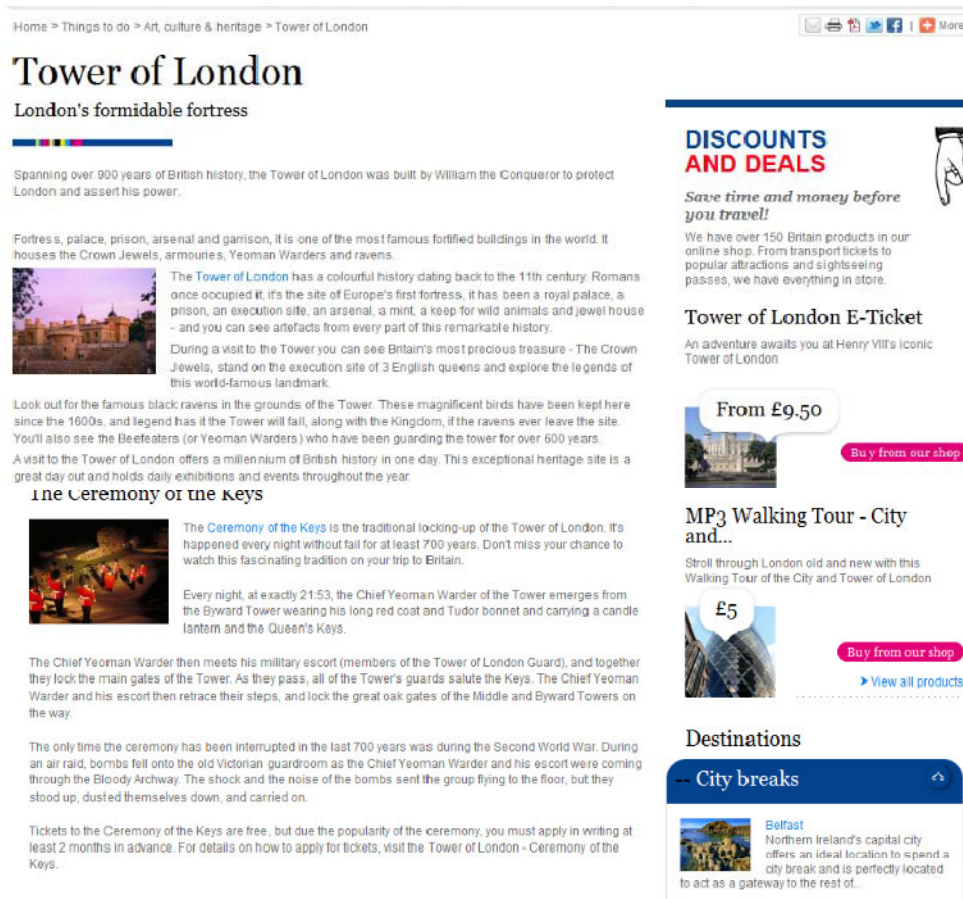 Home > Things to do > Art, culture & heritage > Tower of London
More
Tower of London
London's formidable fortress
Spanning over 900 years of British history, the Tower of London was built by William the Conqueror to protect
London and assert his power.
Fortress, palace, prison, arsenal and garrison, it is one of the most famous fortified buildings in the world. It
houses the Crown Jewels, armouries, Yeoman Warders and ravens.
The Tower of London has a colourful history dating back to the 11th century. Romans
once occupied it, it's the site of Europe's first fortress, it has been a royal palace, a
prison, an execution site, an arsenal, a mint, a keep for wild animals and jewel house
- and you can see artefacts from every part of this remarkable history.
During a visit to the Tower you can see Britain's most precious treasure - The Crown
Jewels, stand on the execution site of 3 English queens and explore the legends of
this world-famous landmark.
Look out for the famous black ravens in the grounds of the Tower. These magnificent birds have been kept here
since the 1600s, and legend has it the Tower will fall, along with the Kingdom, if the ravens ever leave the site.
You'll also see the Beefeaters (or Yeoman Warders) who have been guarding the tower for over 600 years.
A visit to the Tower of London offers a millennium of British history in one day. This exceptional heritage site is a
great day out and holds daily exhibitions and events throughout the year.
The Ceremony of the Keys
The Ceremony of the Keys is the traditional locking-up of the Tower of London. It's
happened every night without fail for at least 700 years. Don't miss your chance to
watch this fascinating tradition on your trip to Britain.
Every night, at exactly 21:53, the Chief Yeoman Warder of the Tower emerges from
the Byward Tower wearing his long red coat and Tudor bonnet and carrying a candle
lantern and the Queen's Keys.
The Chief Yeoman Warder then meets his military escort (members of the Tower of London Guard), and together
they lock the main gates of the Tower. As they pass, all of the Tower's guards salute the Keys. The Chief Yeoman
Warder and his escort then retrace their steps, and lock the great oak gates of the Middle and Byward Towers on
the way.
The only time the ceremony has been interrupted in the last 700 years was during the Second World War. During
an air raid, bombs fell onto the old Victorian guardroom as the Chief Yeoman Warder and his escort were coming
through the Bloody Archway. The shock and the noise of the bombs sent the group flying to the floor, but they
stood up, dusted themselves down, and carried on.
Tickets to the Ceremony of the Keys are free, but due the popularity of the ceremony, you must apply in writing at
least 2 months in advance. For details on how to apply for tickets, visit the Tower of London - Ceremony of the
Keys.
DISCOUNTS
AND DEALS
Save time and money before
you travel!
We have over 150 Britain products in our
online shop. From transport tickets to
popular attractions and sightseeing
passes, we have everything in store.
Tower of London E-Ticket
An adventure awaits you at Henry VIII's iconic
Tower of London
From £9.50
Buy from our shop
MP3 Walking Tour - City
and...
Stroll through London old and new with this
Walking Tour of the City and Tower of London
£5
Buy from our shop
View all products
Destinations
-- City breaks
Belfast
Northern Ireland's capital city
offers an ideal location to spend a
city break and is perfectly located
to act as a gateway to the rest of...